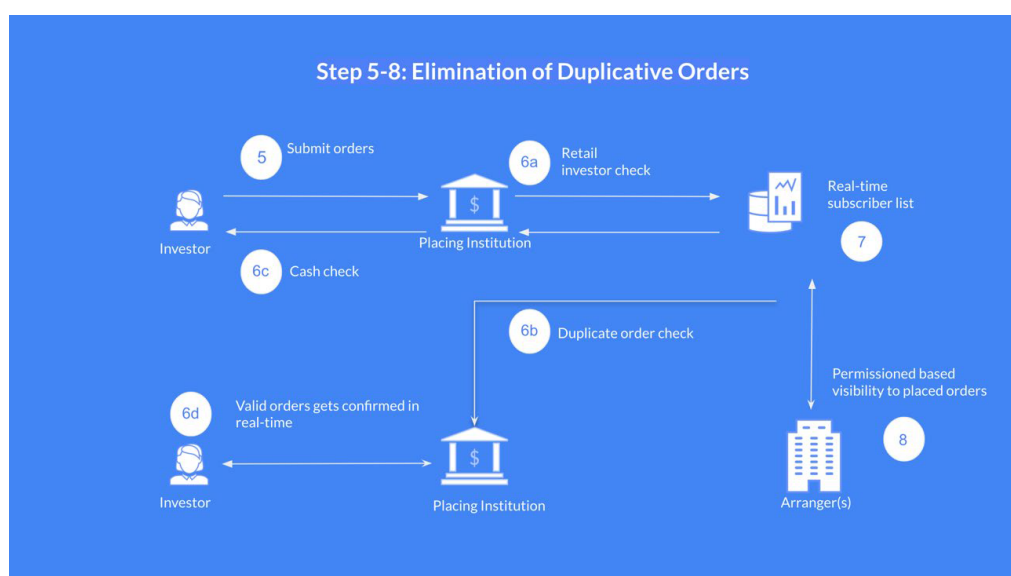 Step 5-8: Elimination of Duplicative Orders
5
Submit orders
6a
Retail
investor check
$
Real-time
subscriber list
7
Investor
Placing Institution
6c
Cash check
6b
Duplicate order check
Permissioned based
visibility to placed orders
8
6d
Valid orders gets confirmed in
real-time
$
Investor
Placing Institution
Arranger(s)